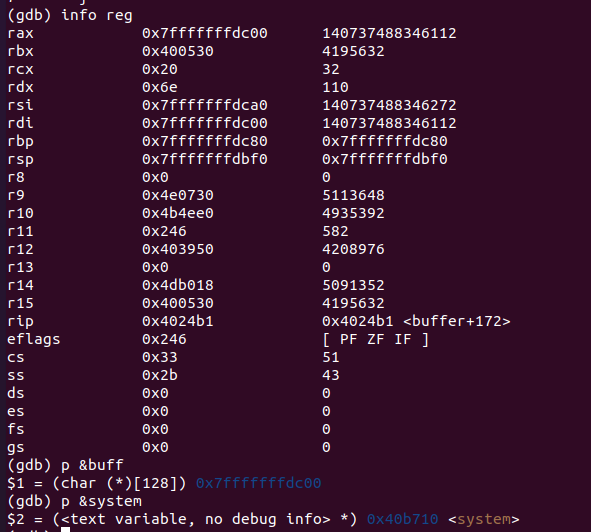 (gdb) info reg
rax 0x7fffffffdc00 140737488346112
rbx 0x400530 4195632
rcx 0x20 32
rdx 0x6e 110
rsi 0x7fffffffdca0 140737488346272
rdi 0x7fffffffdc00 140737488346112
rbp 0x7fffffffdc80 0x7fffffffdc80
rsp 0x7fffffffdbf0 0x7fffffffdbf0
r8 0x0 0
r9 0x4e0730 5113648
r10 0x4b4ee0 4935392
r11 0x246 582
r12 0x403950 4208976
r13 0x0 0
r14 0x4db018 5091352
r15 0x400530 4195632
rip 0x4024b1 0x4024b1 <buffer+172>
eflags 0x246 [ PF ZF IF ]
cs 0x33 51
ss 0x2b 43
ds 0x0 0
es 0x0 0
fs 0x0 0
gs 0x0 0
(gdb) p &buff
$1 = (char (*)[128]) 0x7fffffffdc00
(gdb) p &system
$2 = (<text variable, no debug info> *) 0x40b710 <system>